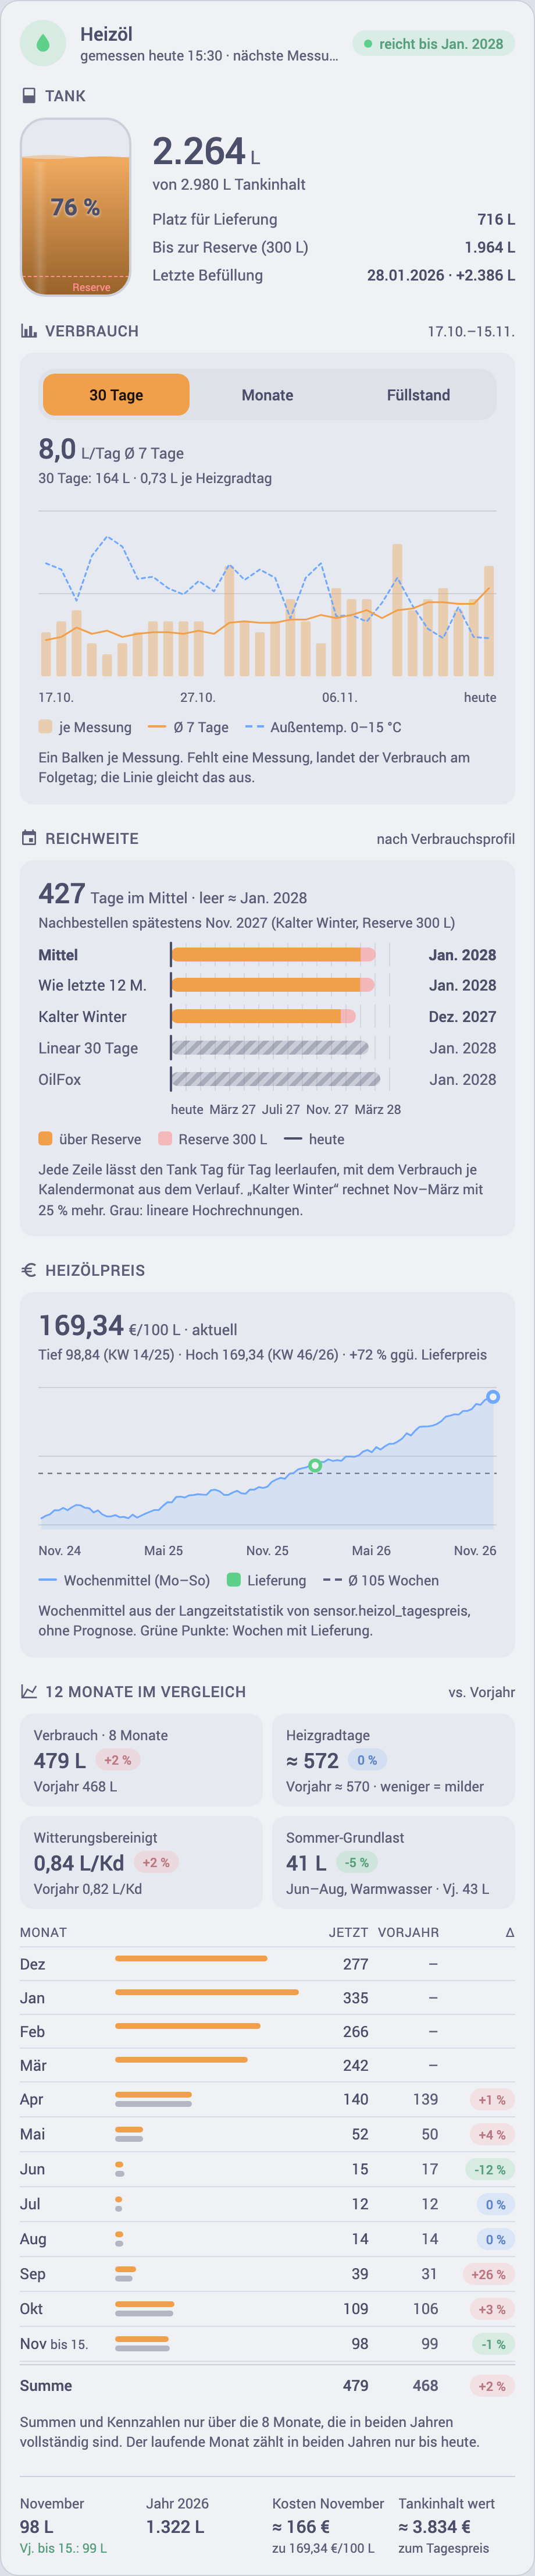 Heizöl
gemessen heute 15:30 · nächste Messu...
reicht bis Jan. 2028
TANK
76 %
Reserve
2.264 L
von 2.980 L Tankinhalt
Platz für Lieferung 716 L
Bis zur Reserve (300 L) 1.964 L
Letzte Befüllung 28.01.2026 · +2.386 L
VERBRAUCH 17.10.–15.11.
30 Tage Monate Füllstand
8,0 L/Tag Ø 7 Tage
30 Tage: 164 L · 0,73 L je Heizgradtag
17.10. 27.10. 06.11. heute
je Messung Ø 7 Tage Außentemp. 0–15 °C
Ein Balken je Messung. Fehlt eine Messung, landet der Verbrauch am
Folgetag; die Linie gleicht das aus.
REICHWEITE nach Verbrauchsprofil
427 Tage im Mittel · leer ≈ Jan. 2028
Nachbestellen spätestens Nov. 2027 (Kalter Winter, Reserve 300 L)
Mittel Jan. 2028
Wie letzte 12 M. Jan. 2028
Kalter Winter Dez. 2027
Linear 30 Tage Jan. 2028
OilFox Jan. 2028
heute März 27 Juli 27 Nov. 27 März 28
über Reserve Reserve 300 L heute
Jede Zeile lässt den Tank Tag für Tag leerlaufen, mit dem Verbrauch je
Kalendermonat aus dem Verlauf. „Kalter Winter“ rechnet Nov–März mit
25 % mehr. Grau: lineare Hochrechnungen.
HEIZÖLPREIS
169,34 €/100 L · aktuell
Tief 98,84 (KW 14/25) · Hoch 169,34 (KW 46/26) · +72 % ggü. Lieferpreis
Nov. 24 Mai 25 Nov. 25 Mai 26 Nov. 26
Wochenmittel (Mo–So) Lieferung Ø 105 Wochen
Wochenmittel aus der Langzeitstatistik von sensor.heizol_tagespreis,
ohne Prognose. Grüne Punkte: Wochen mit Lieferung.
12 MONATE IM VERGLEICH vs. Vorjahr
Verbrauch · 8 Monate
479 L +2 %
Vorjahr 468 L
Heizgradtage
≈ 572 0 %
Vorjahr ≈ 570 · weniger = milder
Witterungsbereinigt
0,84 L/Kd +2 %
Vorjahr 0,82 L/Kd
Sommer-Grundlast
41 L -5 %
Jun–Aug, Warmwasser · Vj. 43 L
MONAT JETZT VORJAHR Δ
Dez 277 –
Jan 335 –
Feb 266 –
Mär 242 –
Apr 140 139 +1 %
Mai 52 50 +4 %
Jun 15 17 -12 %
Jul 12 12 0 %
Aug 14 14 0 %
Sep 39 31 +26 %
Okt 109 106 +3 %
Nov bis 15. 98 99 -1 %
Summe 479 468 +2 %
Summen und Kennzahlen nur über die 8 Monate, die in beiden Jahren
vollständig sind. Der laufende Monat zählt in beiden Jahren nur bis heute.
November
98 L
Vj. bis 15.: 99 L
Jahr 2026
1.322 L
Kosten November
≈ 166 €
zu 169,34 €/100 L
Tankinhalt wert
≈ 3.834 €
zum Tagespreis